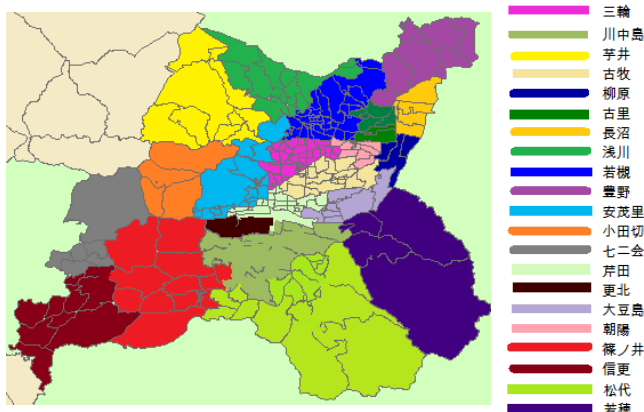 三輪
川中島
芋井
古牧
柳原
古里
長沼
浅川
若槻
豊野
安茂里
小田切
七二会
芹田
更北
大豆島
朝陽
篠ノ井
信更
松代
若穂